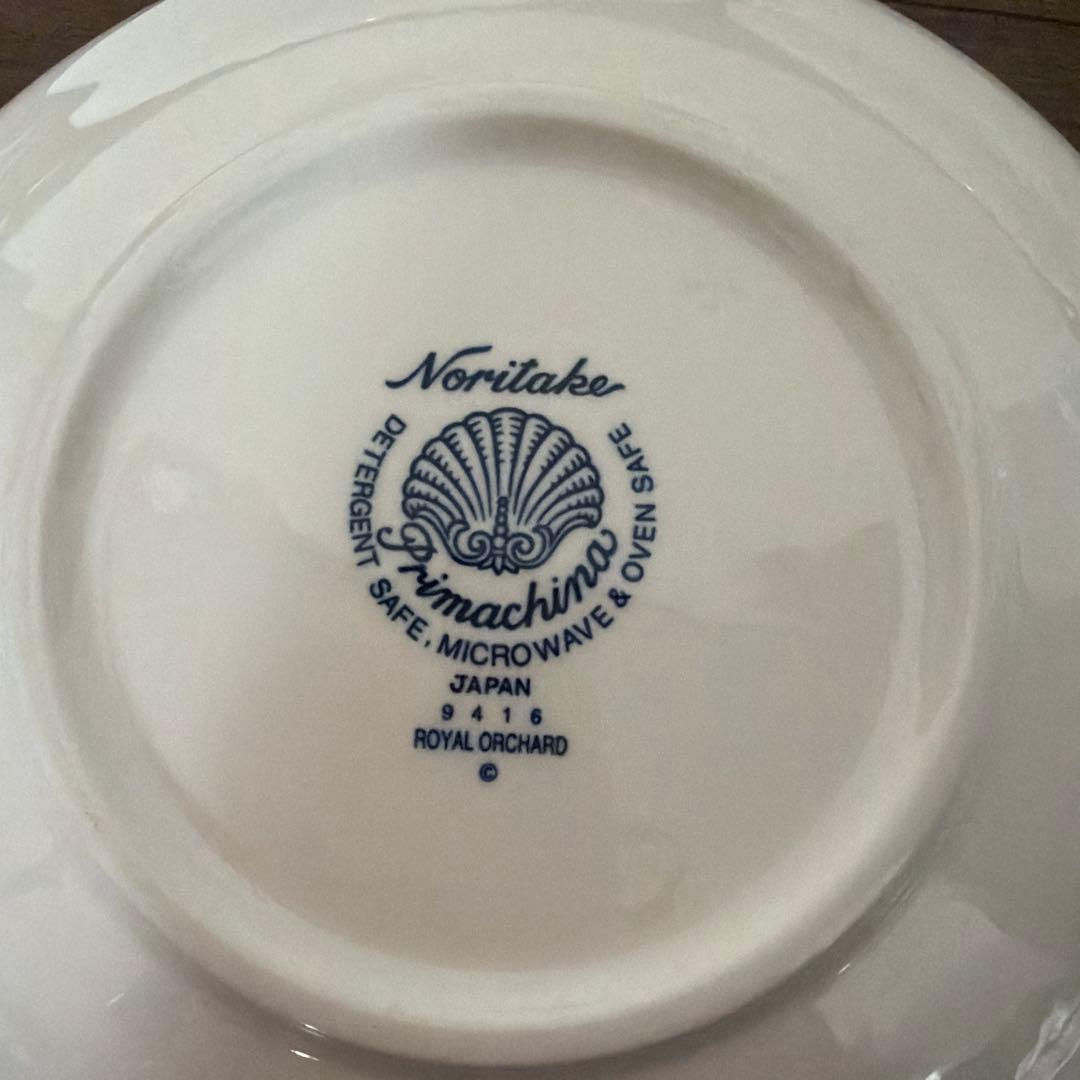 Noritake
Primachina
DETERGENT SAFE, MICROWAVE & OVEN SAFE
JAPAN
9416
ROYAL ORCHARD
©